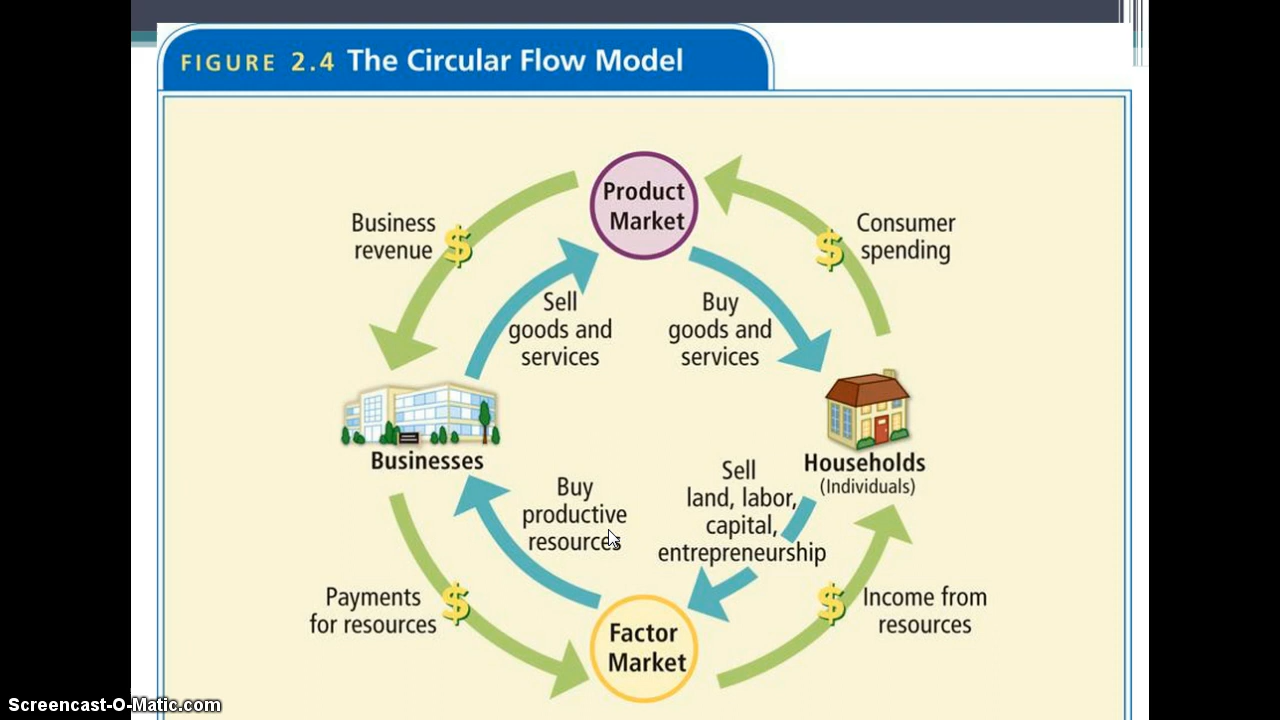 FIGURE 2.4 The Circular Flow Model
Product
Market
Business
revenue
$
$
Consumer
spending
Sell
goods and
services
Buy
goods and
services
Businesses
Households
(Individuals)
Buy
productive
resources
Sell
land, labor,
capital,
entrepreneurship
Payments
for resources
$
$
Income from
resources
Factor
Market
Screencast-O-Matic.com